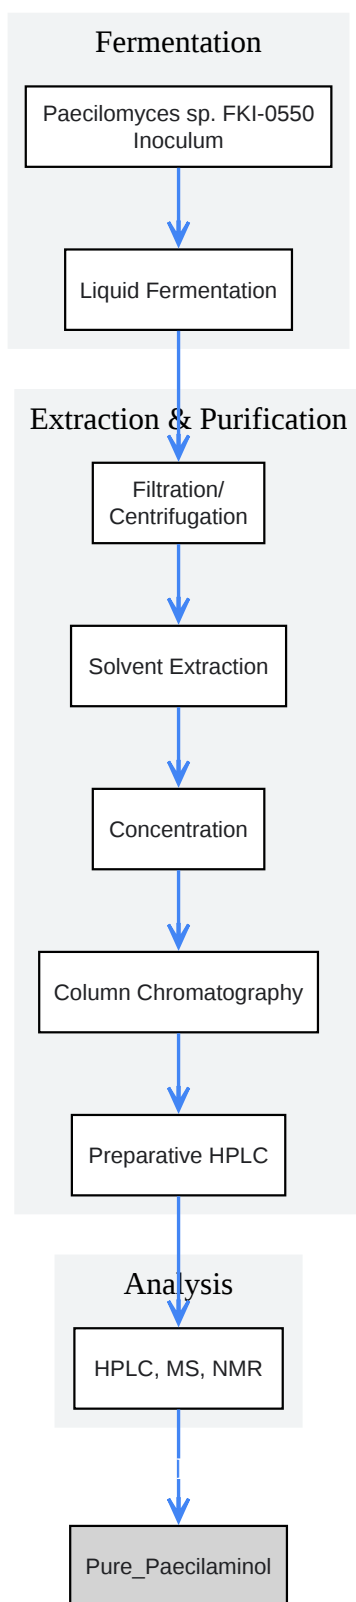 Fermentation
Paecilomyces sp. FKI-0550
Inoculum
Liquid Fermentation
Extraction & Purification
Filtration/
Centrifugation
Solvent Extraction
Concentration
Column Chromatography
Preparative HPLC
Analysis
HPLC, MS, NMR
Pure_Paecilaminol